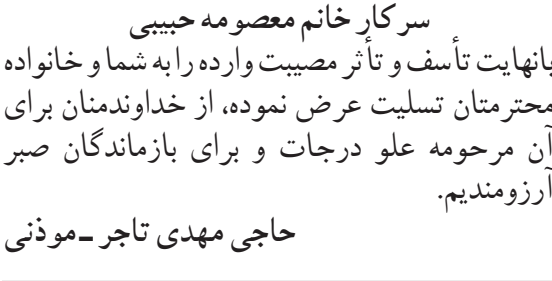 سرکار خانم معصومه حبیبی
بانهایت تأسف و تأثر مصیبت وارده را به شما و خانواده
محترمتان تسلیت عرض نموده، از خداوندمنان برای
آن مرحومه علو درجات و برای بازماندگان صبر
آرزومندیم.
حاجی مهدی تاجر ـ موذنی